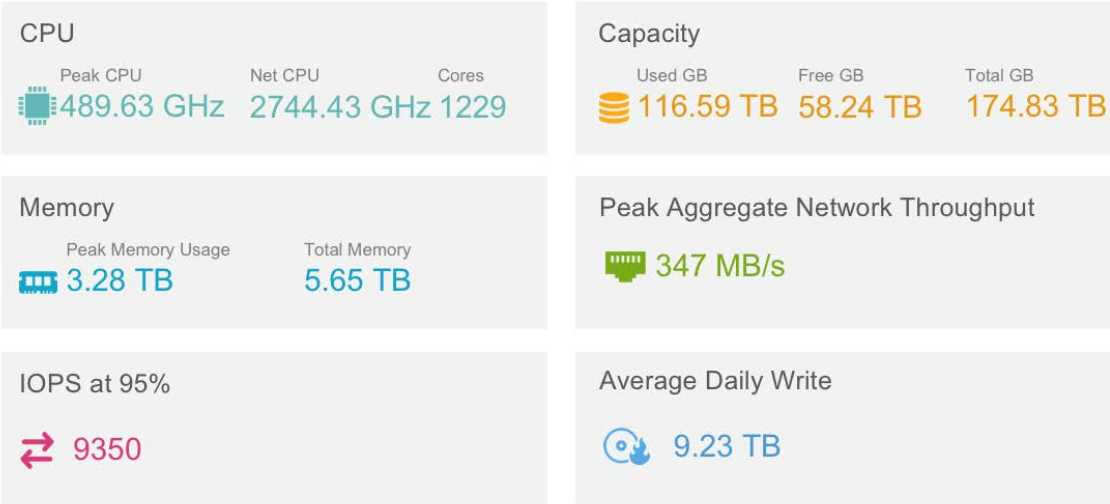 CPU
Peak CPU Net CPU Cores
489.63 GHz 2744.43 GHz 1229
Capacity
Used GB Free GB Total GB
116.59 TB 58.24 TB 174.83 TB
Memory
Peak Memory Usage Total Memory
3.28 TB 5.65 TB
Peak Aggregate Network Throughput
347 MB/s
IOPS at 95%
9350
Average Daily Write
9.23 TB